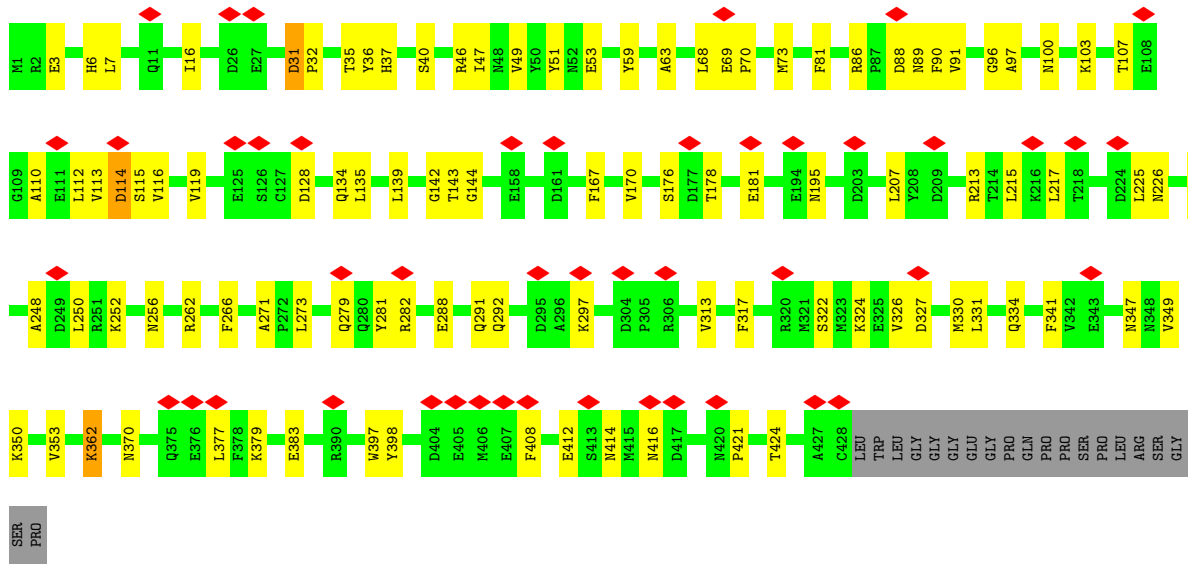 M1 R2 E3 H6 L7 Q11 I16 D26 E27 D31 P32 T35 Y36 H37 S40 R46 I47 N48 V49 Y50 Y51 N52 E53 Y59 A63 L68 E69 P70 M73 F81 R86 P87 D88 N89 F90 V91 G96 A97 N100 K103 T107 E108
G109 A110 E111 L112 V113 D114 S115 V116 V119 E125 S126 C127 D128 Q134 L135 L139 G142 T143 G144 E158 D161 F167 V170 S176 D177 T178 E181 E194 N195 D203 L207 Y208 D209 R213 T214 L215 K216 L217 T218 D224 L225 N226
A248 D249 L250 R251 K252 N256 R262 F266 A271 P272 L273 Q279 Q280 Y281 R282 E288 Q291 Q292 D295 A296 K297 D304 P305 R306 V313 F317 R320 M321 S322 M323 K324 E325 V326 D327 M330 L331 Q334 F341 V342 E343 N347 N348 V349
K350 V353 K362 N370 Q375 E376 L377 F378 K379 E383 R390 W397 Y398 D404 E405 M406 E407 F408 E412 S413 N414 M415 N416 D417 N420 P421 T424 A427 C428 LEU TRP LEU GLY GLY GLY GLU GLY PRO GLN PRO PRO SER PRO LEU ARG SER GLY
SER PRO